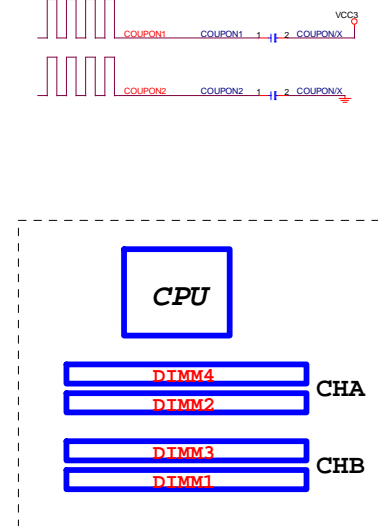 VCC3
COUPON1 COUPON1 1 2 COUPON/X
COUPON2 COUPON2 1 2 COUPON/X
CPU
DIMM4
CHA
DIMM2
DIMM3
CHB
DIMM1